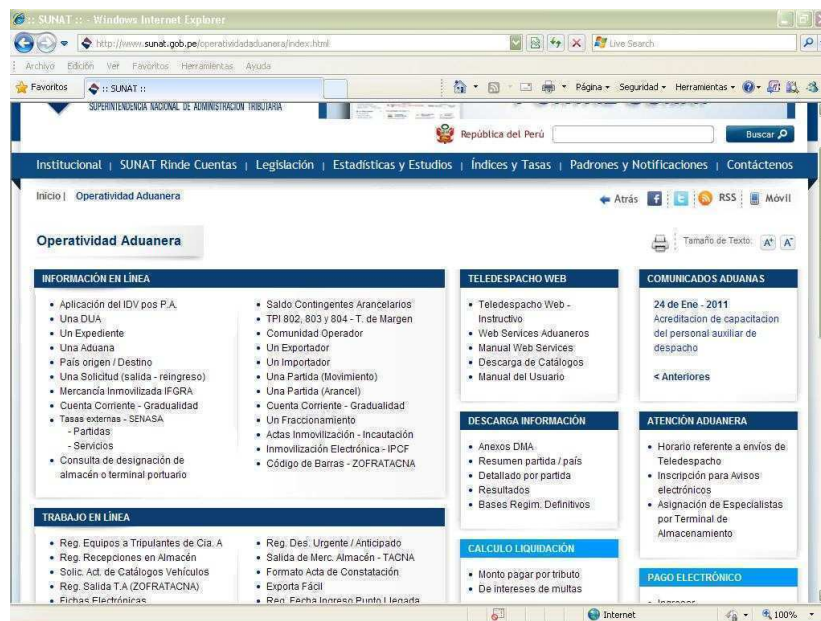 :: SUNAT :: - Windows Internet Explorer
http://www.sunat.gob.pe/operatividadaduanera/index.html
Live Search
Archivo Edición Ver Favoritos Herramientas Ayuda
Favoritos
:: SUNAT ::
Página
Seguridad
Herramientas
SUPERINTENDENCIA NACIONAL DE ADMINISTRACIÓN TRIBUTARIA
República del Perú
Buscar
Institucional | SUNAT Rinde Cuentas | Legislación | Estadísticas y Estudios | Índices y Tasas | Padrones y Notificaciones | Contáctenos
Inicio | Operatividad Aduanera
Atrás
RSS
Móvil
Operatividad Aduanera
Tamaño de Texto: A+ A-
INFORMACIÓN EN LÍNEA
• Aplicación del IDV pos P.A.
• Una DUA
• Un Expediente
• Una Aduana
• País origen / Destino
• Una Solicitud (salida - reingreso)
• Mercancía Inmovilizada IFGRA
• Cuenta Corriente - Gradualidad
• Tasas externas - SENASA
- Partidas
- Servicios
• Consulta de designación de
almacén o terminal portuario
• Saldo Contingentes Arancelarios
• TPI 802, 803 y 804 - T. de Margen
• Comunidad Operador
• Un Exportador
• Un Importador
• Una Partida (Movimiento)
• Una Partida (Arancel)
• Cuenta Corriente - Gradualidad
• Un Fraccionamiento
• Actas Inmovilización - Incautación
• Inmovilización Electrónica - IPCF
• Código de Barras - ZOFRATACNA
TRABAJO EN LÍNEA
• Reg. Equipos a Tripulantes de Cia. A
• Reg. Recepciones en Almacén
• Solic. Act. de Catálogos Vehículos
• Reg. Salida T.A (ZOFRATACNA)
• Fichas Electrónicas
• Reg. Des. Urgente / Anticipado
• Salida de Merc. Almacén - TACNA
• Formato Acta de Constatación
• Exporta Fácil
• Reg. Fecha Ingreso Punto Llegada
TELEDESPACHO WEB
• Teledespacho Web -
Instructivo
• Web Services Aduaneros
• Manual Web Services
• Descarga de Catálogos
• Manual del Usuario
DESCARGA INFORMACIÓN
• Anexos DMA
• Resumen partida / país
• Detallado por partida
• Resultados
• Bases Regim. Definitivos
CALCULO LIQUIDACIÓN
• Monto pagar por tributo
• De intereses de multas
COMUNICADOS ADUANAS
24 de Ene - 2011
Acreditacion de capacitacion
del personal auxiliar de
despacho
< Anteriores
ATENCIÓN ADUANERA
• Horario referente a envíos de
Teledespacho
• Inscripción para Avisos
electrónicos
• Asignación de Especialistas
por Terminal de
Almacenamiento
PAGO ELECTRÓNICO
Internet
100%